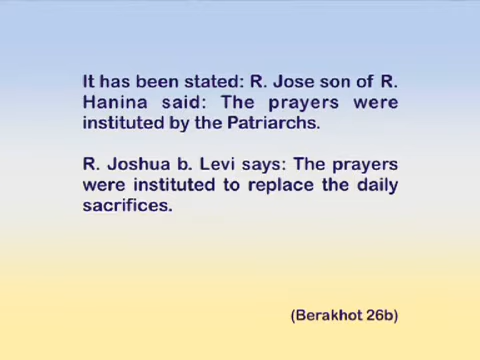 It has been stated: R. Jose son of R.
Hanina said: The prayers were
instituted by the Patriarchs.
R. Joshua b. Levi says: The prayers
were instituted to replace the daily
sacrifices.
(Berakhot 26b)